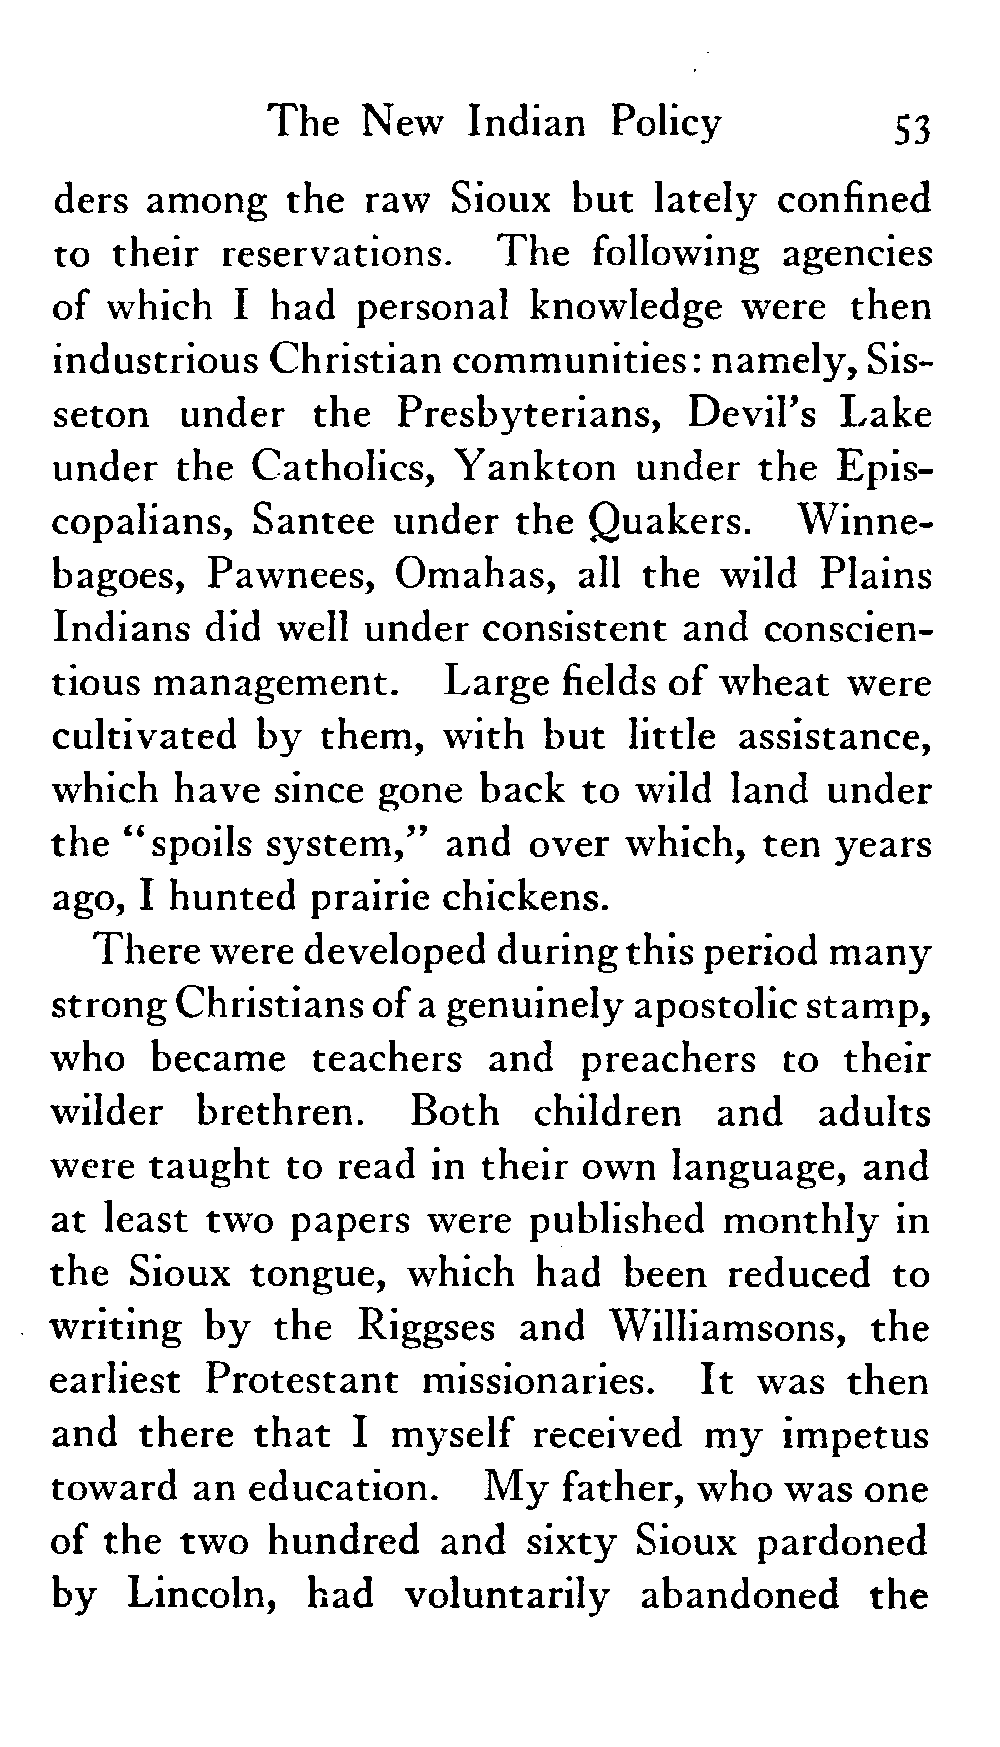 The New Indian Policy 53
ders among the raw Sioux but lately confined
to their reservations. The following agencies
of which I had personal knowledge were then
industrious Christian communities: namely, Sis-
seton under the Presbyterians, Devil's Lake
under the Catholics, Yankton under the Epis-
copalians, Santee under the Quakers. Winne-
bagoes, Pawnees, Omahas, all the wild Plains
Indians did well under consistent and conscien-
tious management. Large fields of wheat were
cultivated by them, with but little assistance,
which have since gone back to wild land under
the "spoils system," and over which, ten years
ago, I hunted prairie chickens.
There were developed during this period many
strong Christians of a genuinely apostolic stamp,
who became teachers and preachers to their
wilder brethren. Both children and adults
were taught to read in their own language, and
at least two papers were published monthly in
the Sioux tongue, which had been reduced to
writing by the Riggses and Williamsons, the
earliest Protestant missionaries. It was then
and there that I myself received my impetus
toward an education. My father, who was one
of the two hundred and sixty Sioux pardoned
by Lincoln, had voluntarily abandoned the